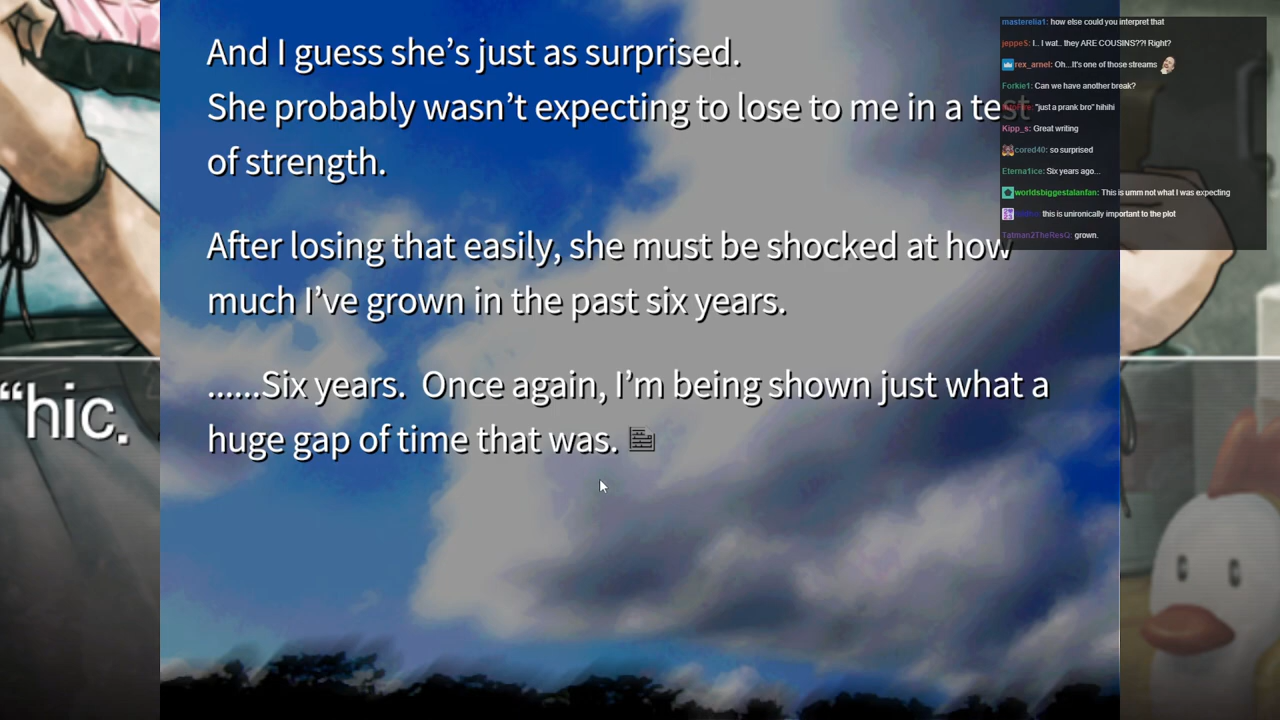 And I guess she's just as surprised.
She probably wasn't expecting to lose to me in a test
of strength.
After losing that easily, she must be shocked at how
much I've grown in the past six years.
......Six years.  Once again, I'm being shown just what a
huge gap of time that was.
“hic.
masterelia1: how else could you interpret that
jeppe5: I.. I wat.. they ARE COUSINS??! Right?
rex_arnel: Oh...It's one of those streams
Forkie1: Can we have another break?
"just a prank bro" hihihi
Kipp_s: Great writing
cored40: so surprised
Eterna1ice: Six years ago...
worldsbiggestalanfan: This is umm not what I was expecting
this is unironically important to the plot
Tatman2TheResQ: grown.